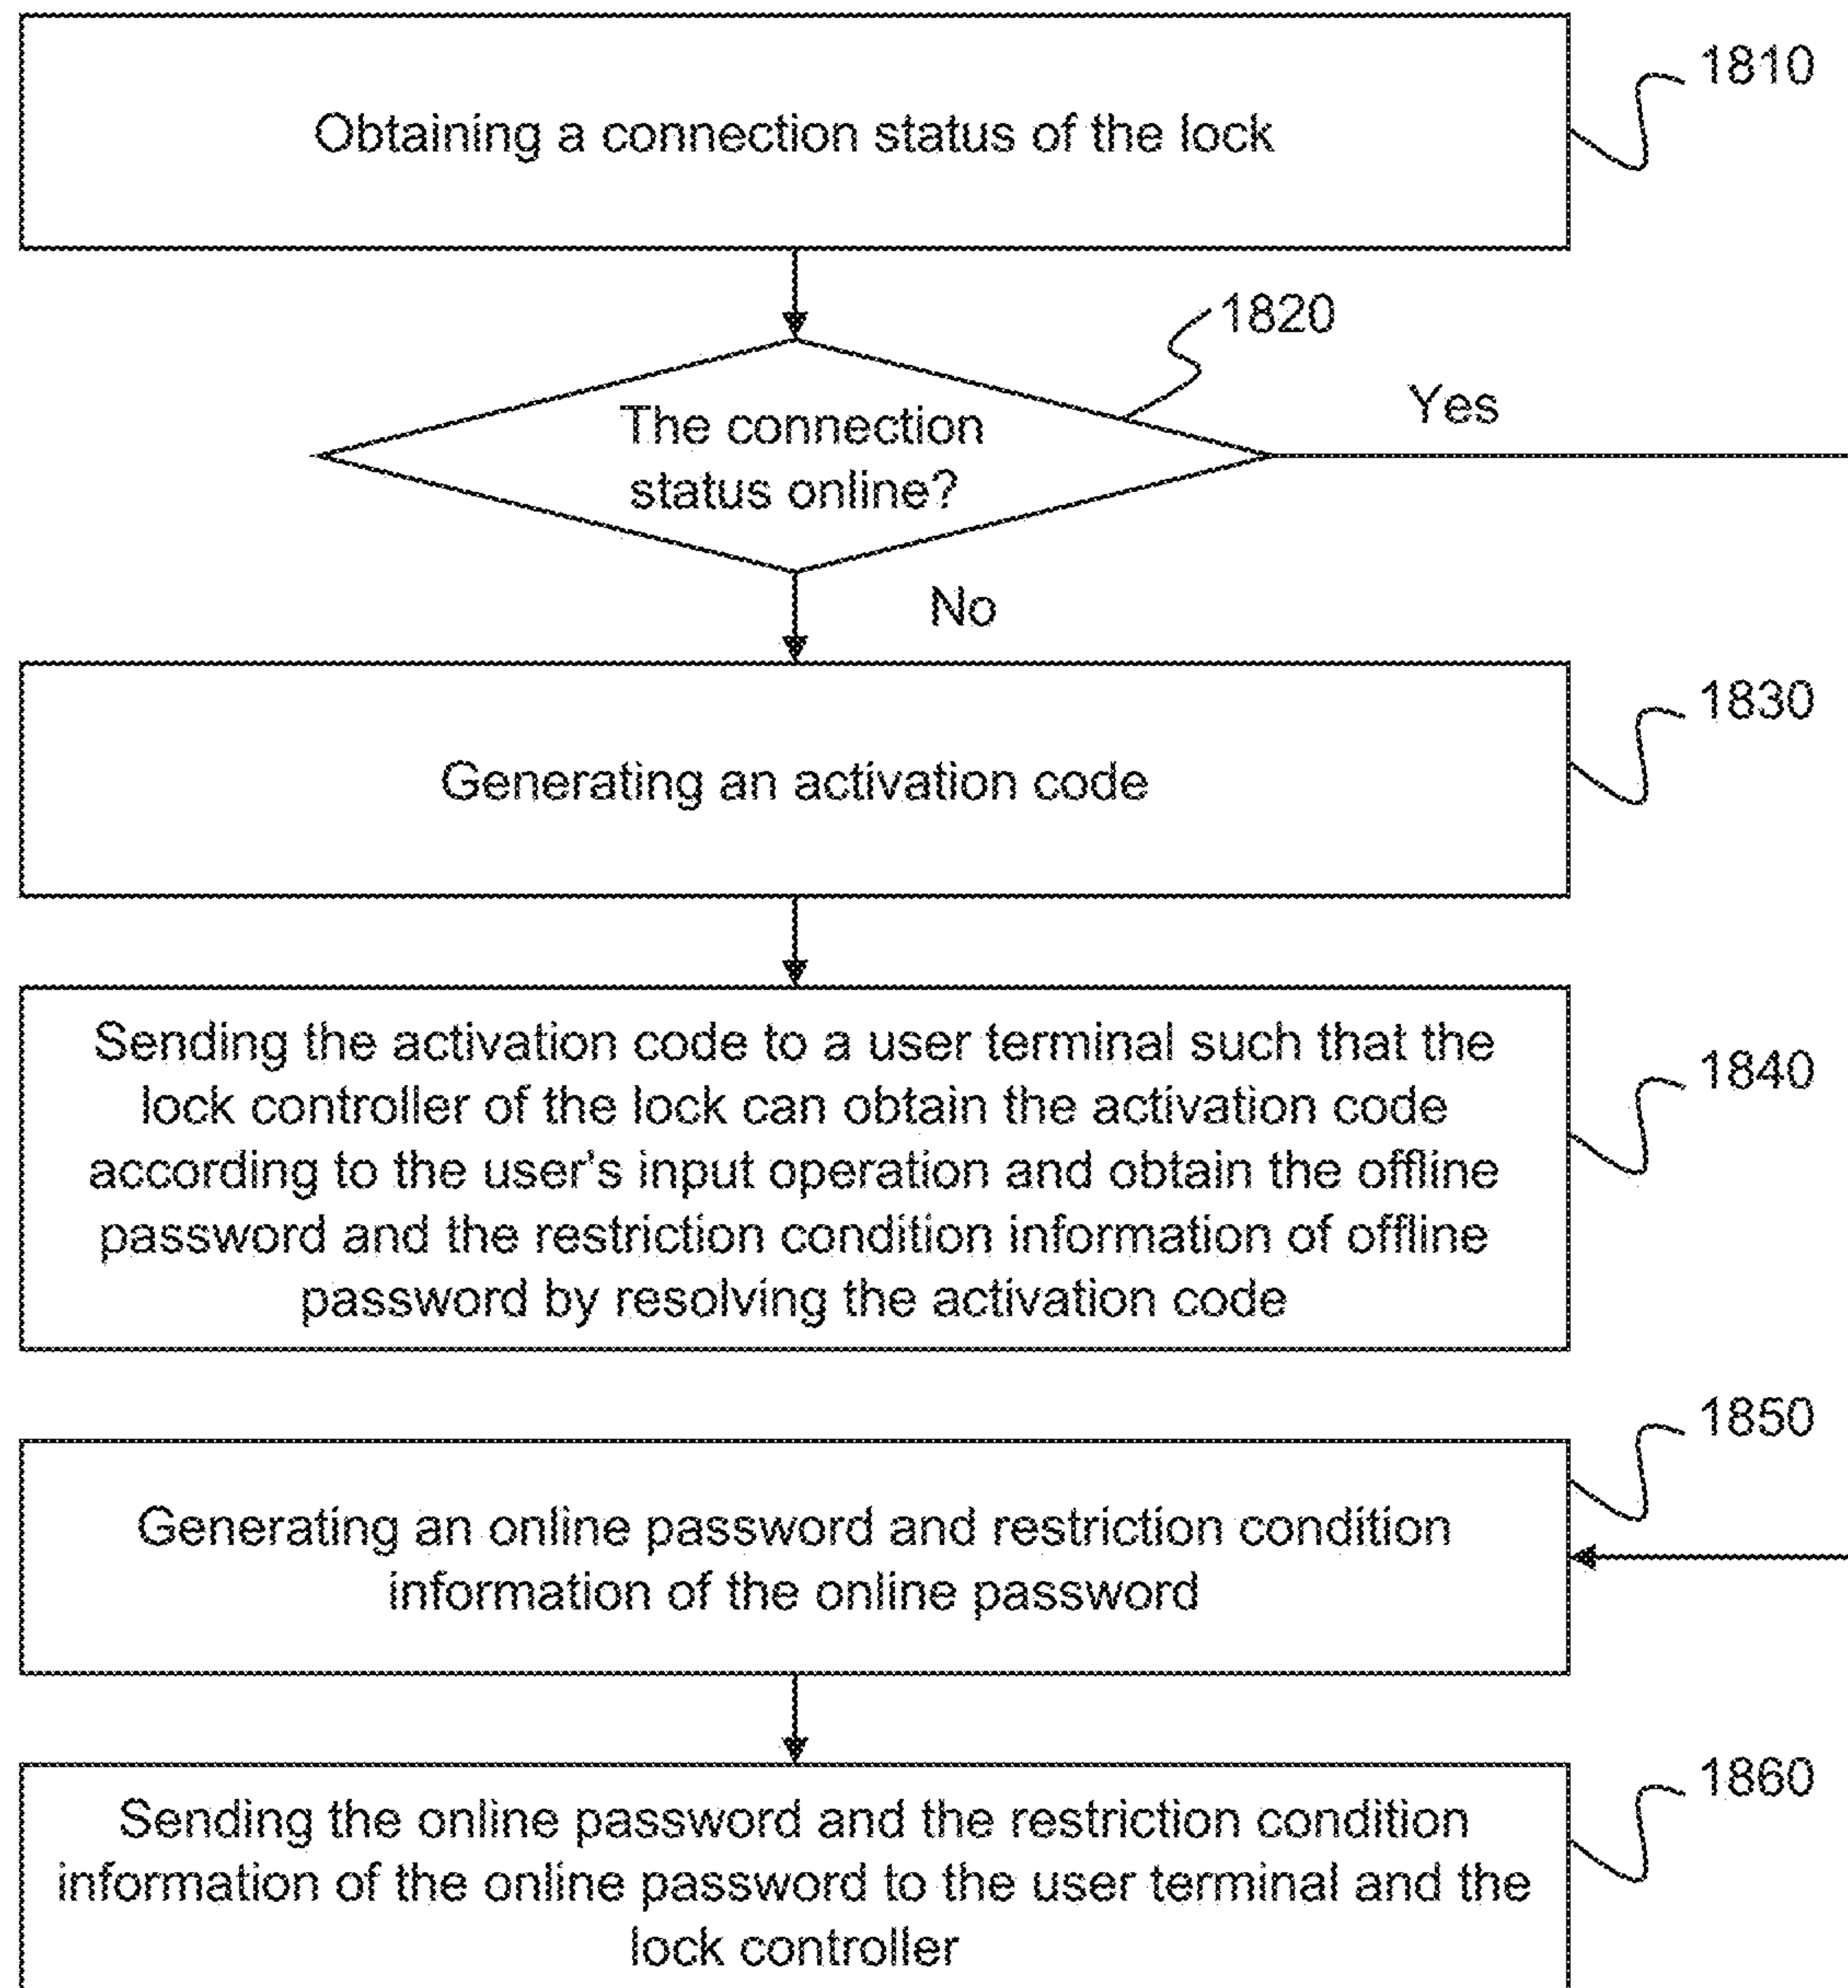 1810
Obtaining a connection status of the lock
1820
The connection
status online?
Yes
No
1830
Generating an activation code
1840
Sending the activation code to a user terminal such that the
lock controller of the lock can obtain the activation code
according to the user's input operation and obtain the offline
password and the restriction condition information of offline
password by resolving the activation code
1850
Generating an online password and restriction condition
information of the online password
1860
Sending the online password and the restriction condition
information of the online password to the user terminal and the
lock controller